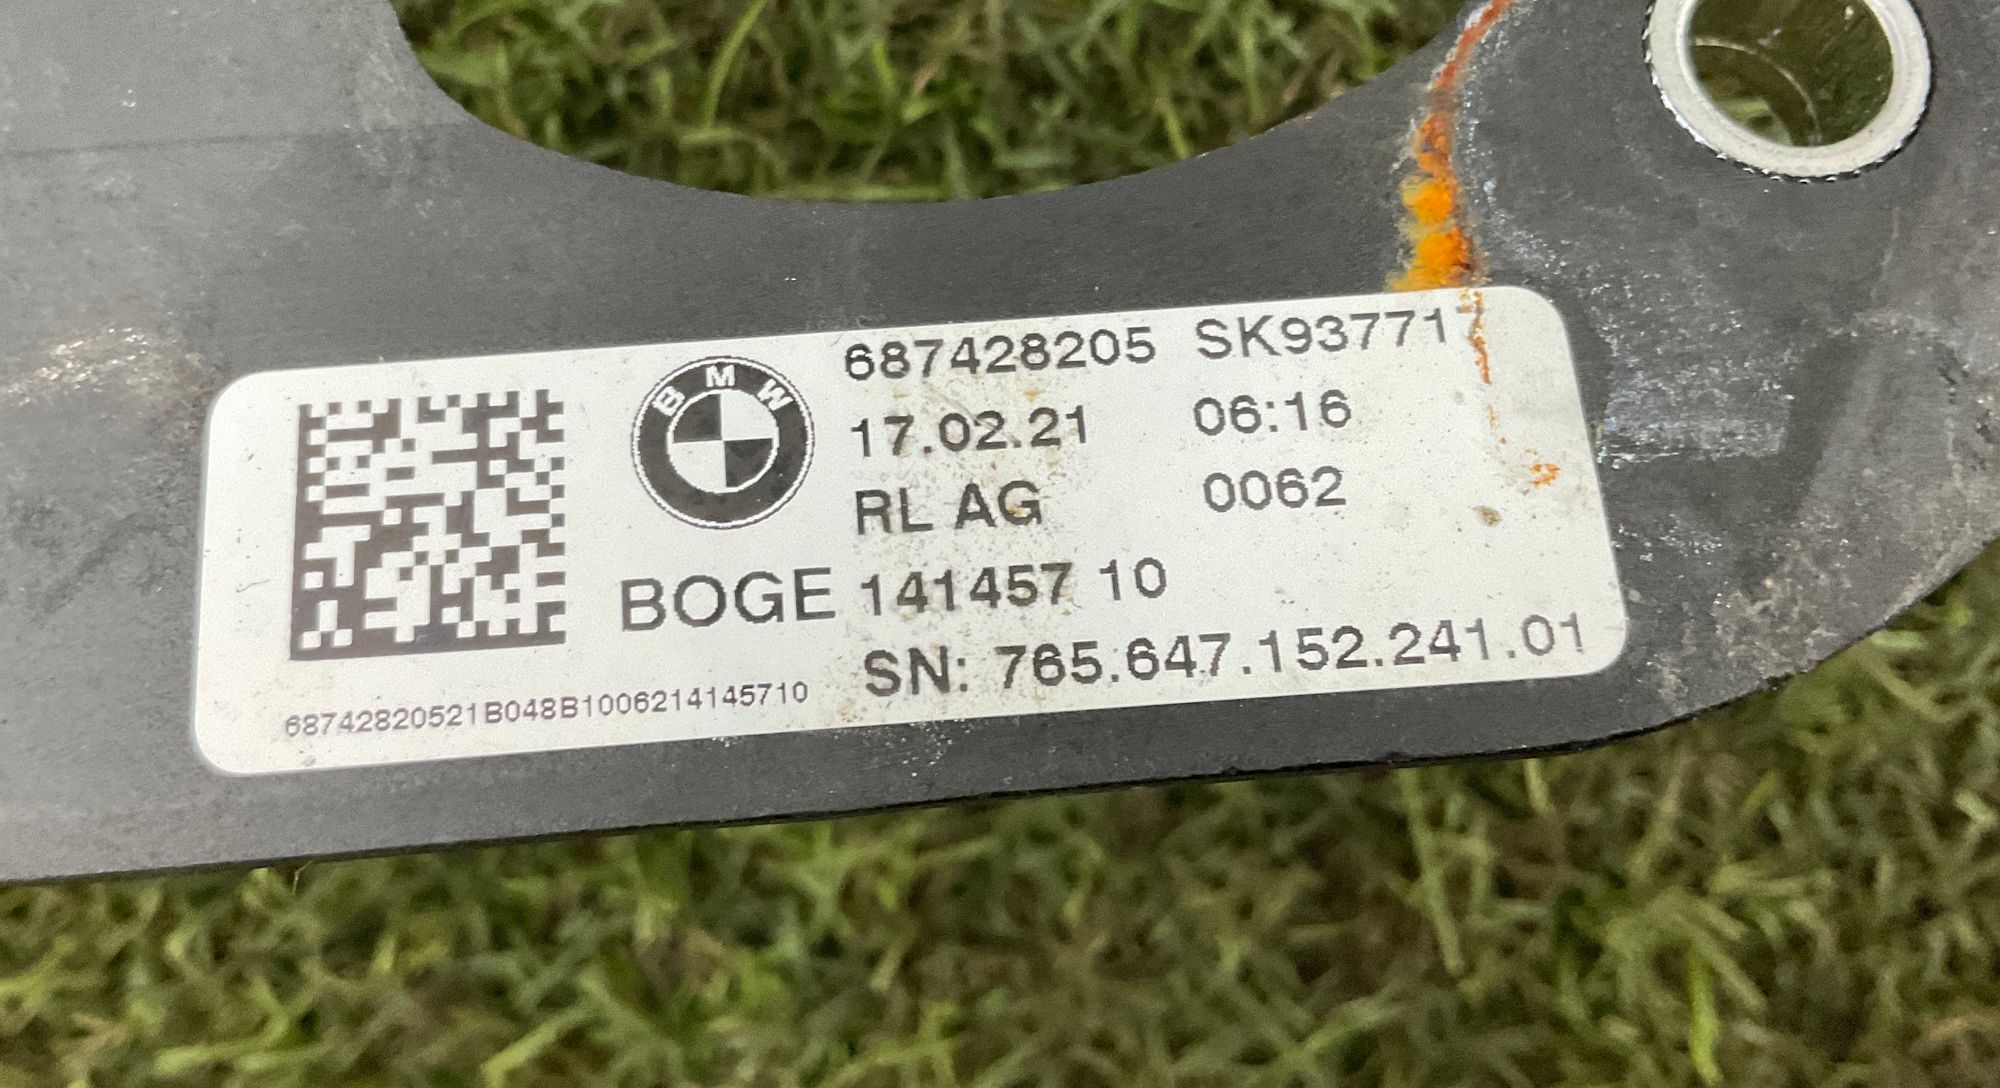 BMW
687428205 SK937717
17.02.21 06:16
RL AG 0062
BOGE 141457 10
SN: 765.647.152.241.01
68742820521B048B1006214145710